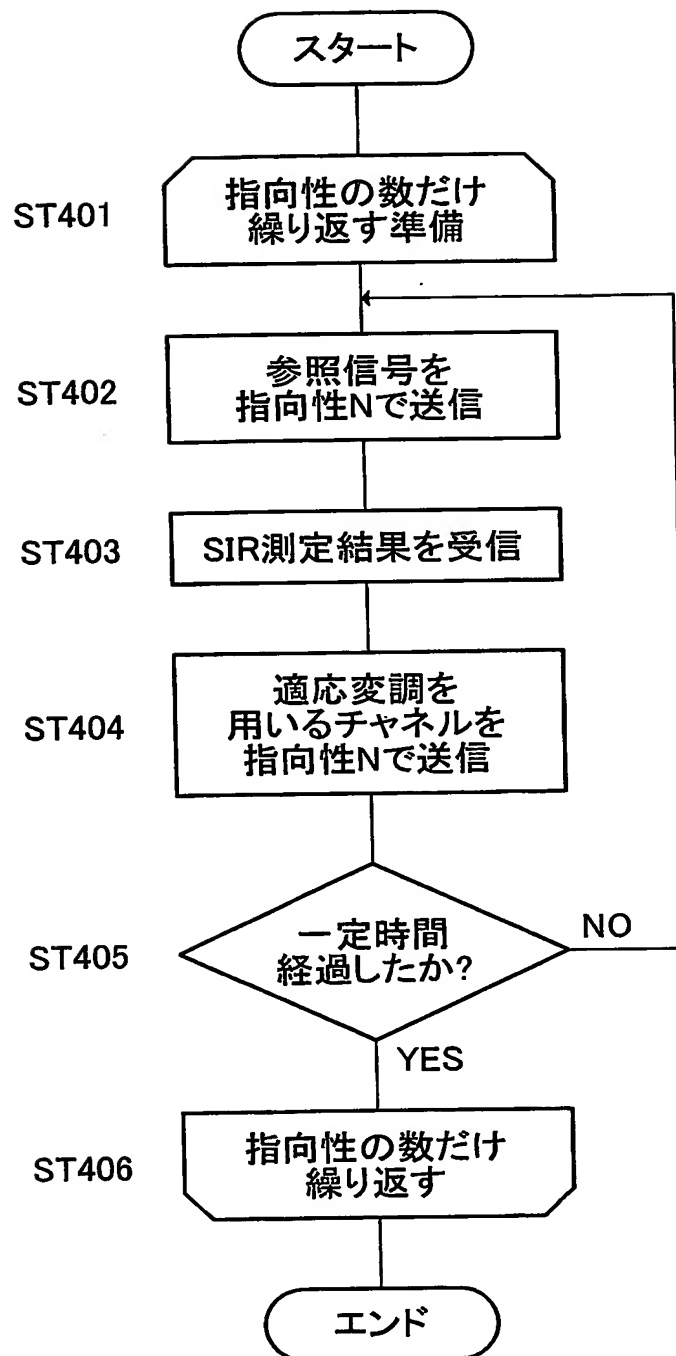 スタート
ST401
指向性の数だけ
繰り返す準備
ST402
参照信号を
指向性Nで送信
ST403
SIR測定結果を受信
ST404
適応変調を
用いるチャネルを
指向性Nで送信
ST405
一定時間
経過したか?
NO
YES
ST406
指向性の数だけ
繰り返す
エンド